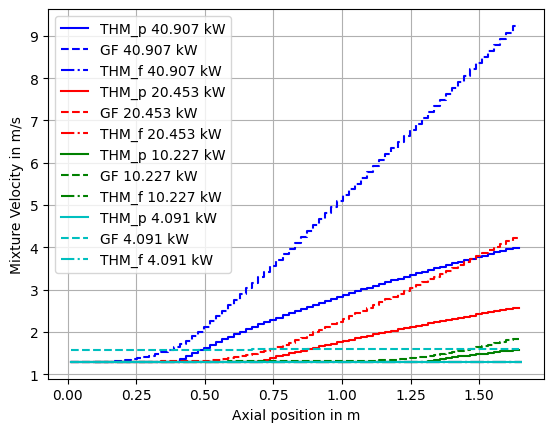 THM_p 40.907 kW
GF 40.907 kW
THM_f 40.907 kW
THM_p 20.453 kW
GF 20.453 kW
THM_f 20.453 kW
THM_p 10.227 kW
GF 10.227 kW
THM_f 10.227 kW
THM_p 4.091 kW
GF 4.091 kW
THM_f 4.091 kW
Mixture Velocity in m/s
9
8
7
6
5
4
3
2
1
0.00 0.25 0.50 0.75 1.00 1.25 1.50
Axial position in m